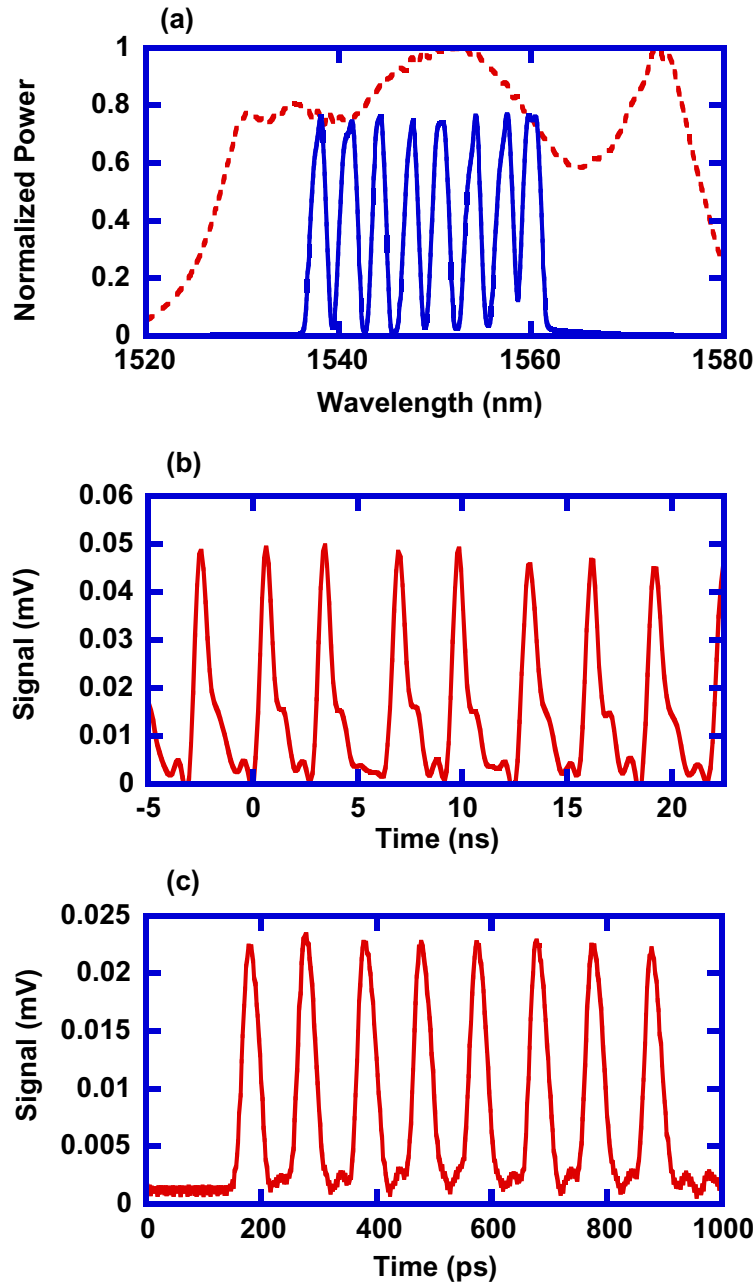 (a)
Normalized Power
1
0.8
0.6
0.4
0.2
0
1520 1540 1560 1580
Wavelength (nm)
(b)
Signal (mV)
0.06
0.05
0.04
0.03
0.02
0.01
0
-5 0 5 10 15 20
Time (ns)
(c)
Signal (mV)
0.025
0.02
0.015
0.01
0.005
0
0 200 400 600 800 1000
Time (ps)